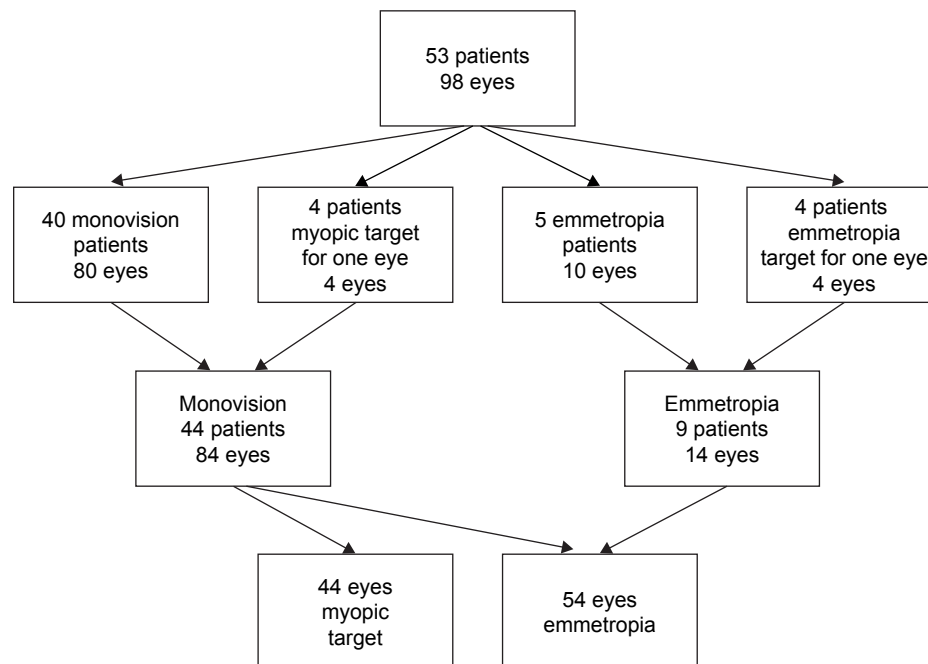 53 patients
98 eyes
40 monovision
patients
80 eyes
4 patients
myopic target
for one eye
4 eyes
5 emmetropia
patients
10 eyes
4 patients
emmetropia
target for one eye
4 eyes
Monovision
44 patients
84 eyes
Emmetropia
9 patients
14 eyes
44 eyes
myopic
target
54 eyes
emmetropia